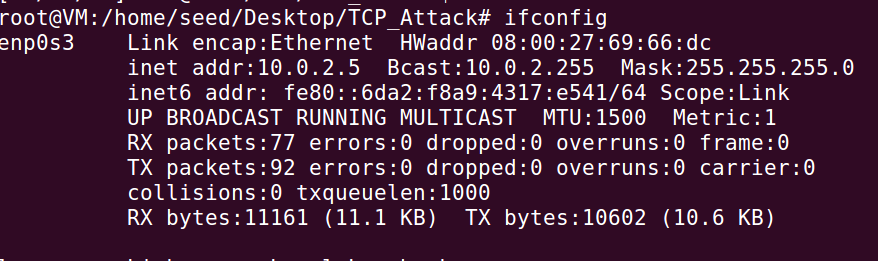 root@VM:/home/seed/Desktop/TCP_Attack# ifconfig
enp0s3    Link encap:Ethernet  HWaddr 08:00:27:69:66:dc
          inet addr:10.0.2.5  Bcast:10.0.2.255  Mask:255.255.255.0
          inet6 addr: fe80::6da2:f8a9:4317:e541/64 Scope:Link
          UP BROADCAST RUNNING MULTICAST  MTU:1500  Metric:1
          RX packets:77 errors:0 dropped:0 overruns:0 frame:0
          TX packets:92 errors:0 dropped:0 overruns:0 carrier:0
          collisions:0 txqueuelen:1000
          RX bytes:11161 (11.1 KB)  TX bytes:10602 (10.6 KB)